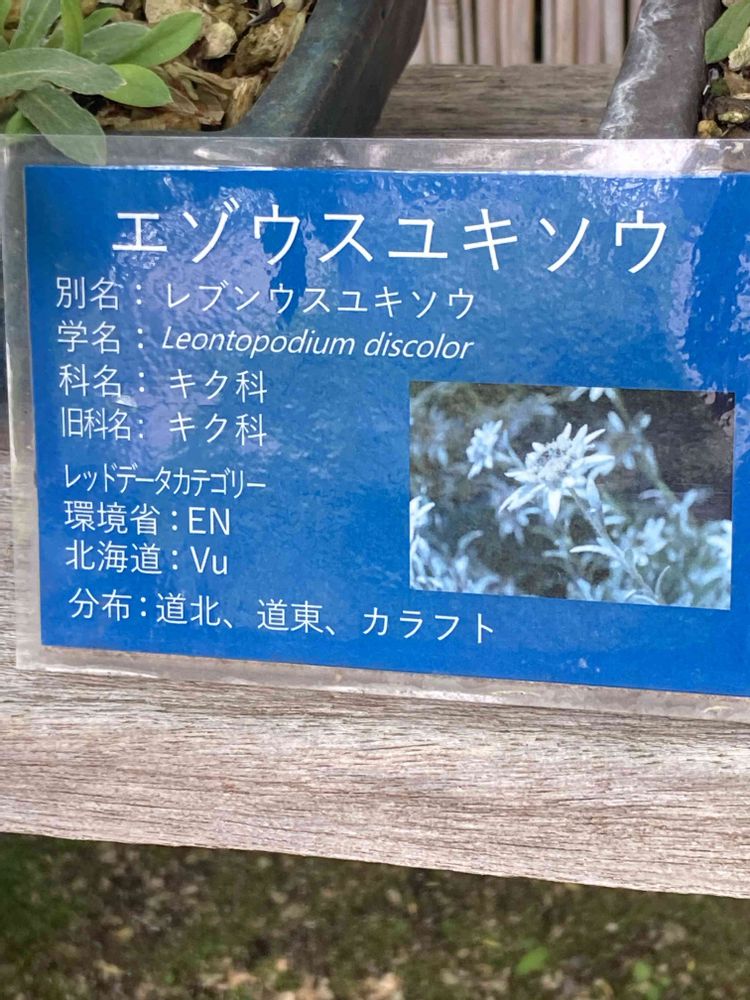 エゾウスユキソウ
別名：レブンウスユキソウ
学名：Leontopodium discolor
科名：キク科
旧科名：キク科
レッドデータカテゴリー
環境省：EN
北海道：Vu
分布：道北、道東、カラフト